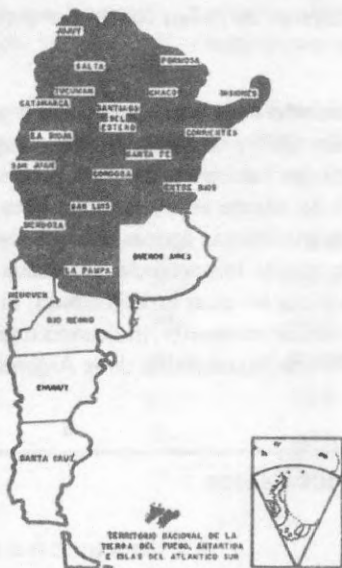 JUJUY
SALTA
FORMOSA
TUCUMAN
CHACO
MISIONES
CATAMARCA
SANTIAGO
DEL
ESTERO
LA RIOJA
CORRIENTES
SANTA FE
SAN JUAN
CORDOBA
ENTRE RIOS
SAN LUIS
MENDOZA
BUENOS AIRES
LA PAMPA
NEUQUEN
RIO NEGRO
CHUBUT
SANTA CRUZ
TERRITORIO NACIONAL DE LA
TIERRA DEL FUEGO, ANTARTIDA
E ISLAS DEL ATLANTICO SUR